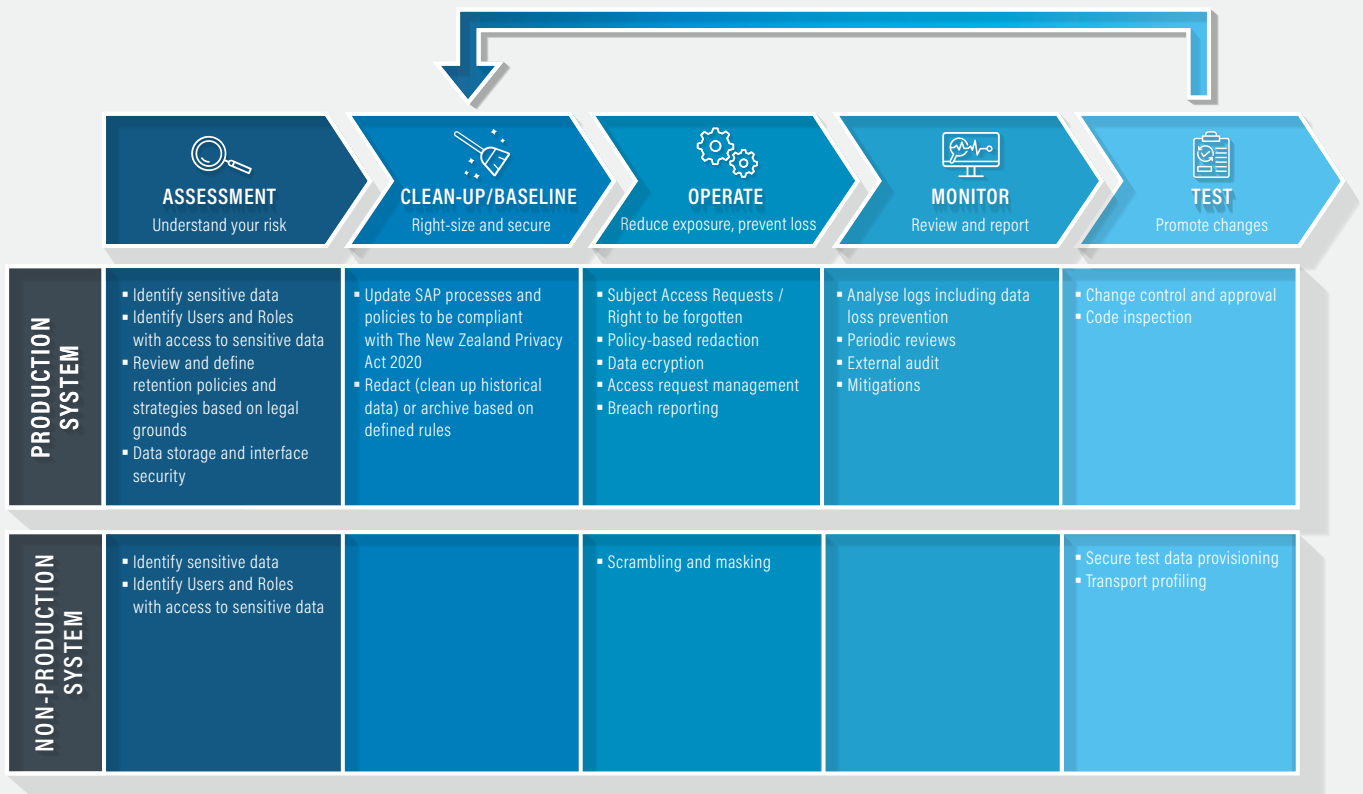 ASSESSMENT
Understand your risk
CLEAN-UP/BASELINE
Right-size and secure
OPERATE
Reduce exposure, prevent loss
MONITOR
Review and report
TEST
Promote changes
PRODUCTION
SYSTEM
▪ Identify sensitive data
▪ Identify Users and Roles
with access to sensitive data
▪ Review and define
retention policies and
strategies based on legal
grounds
▪ Data storage and interface
security
▪ Update SAP processes and
policies to be compliant
with The New Zealand Privacy
Act 2020
▪ Redact (clean up historical
data) or archive based on
defined rules
▪ Subject Access Requests /
Right to be forgotten
▪ Policy-based redaction
▪ Data ecryption
▪ Access request management
▪ Breach reporting
▪ Analyse logs including data
loss prevention
▪ Periodic reviews
▪ External audit
▪ Mitigations
▪ Change control and approval
▪ Code inspection
NON-PRODUCTION
SYSTEM
▪ Identify sensitive data
▪ Identify Users and Roles
with access to sensitive data
▪ Scrambling and masking
▪ Secure test data provisioning
▪ Transport profiling